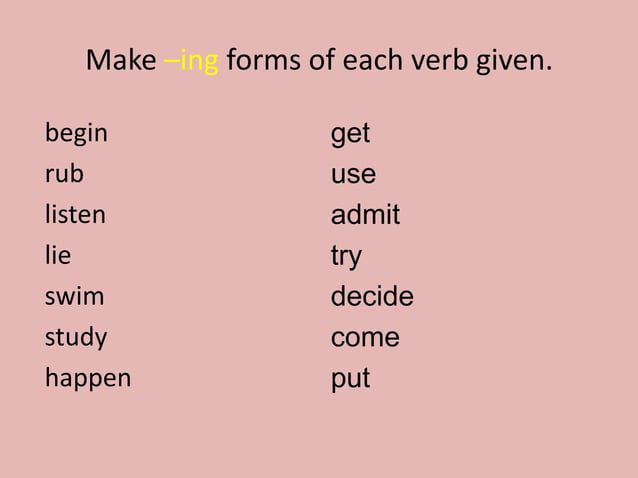 Make –ing forms of each verb given.
begin
rub
listen
lie
swim
study
happen
get
use
admit
try
decide
come
put